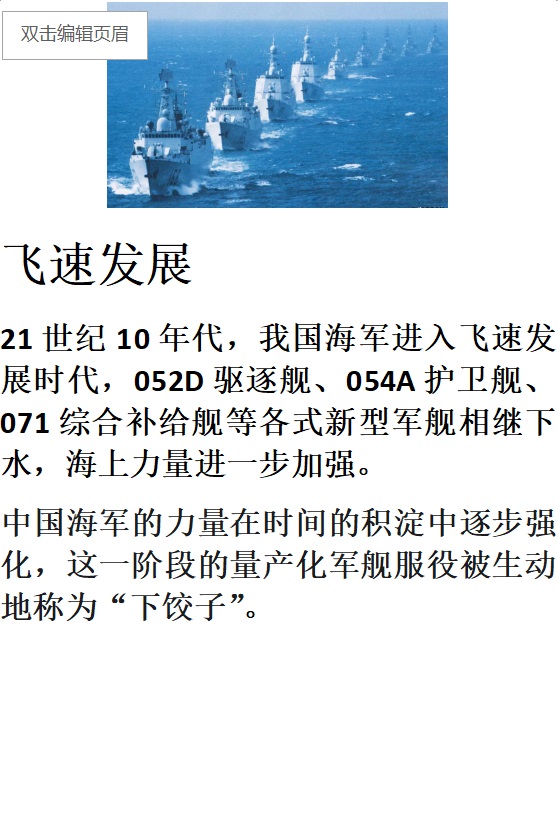 双击编辑页眉
飞速发展
21 世纪 10 年代，我国海军进入飞速发
展时代，052D 驱逐舰、054A 护卫舰、
071 综合补给舰等各式新型军舰相继下
水，海上力量进一步加强。
中国海军的力量在时间的积淀中逐步强
化，这一阶段的量产化军舰服役被生动
地称为“下饺子”。